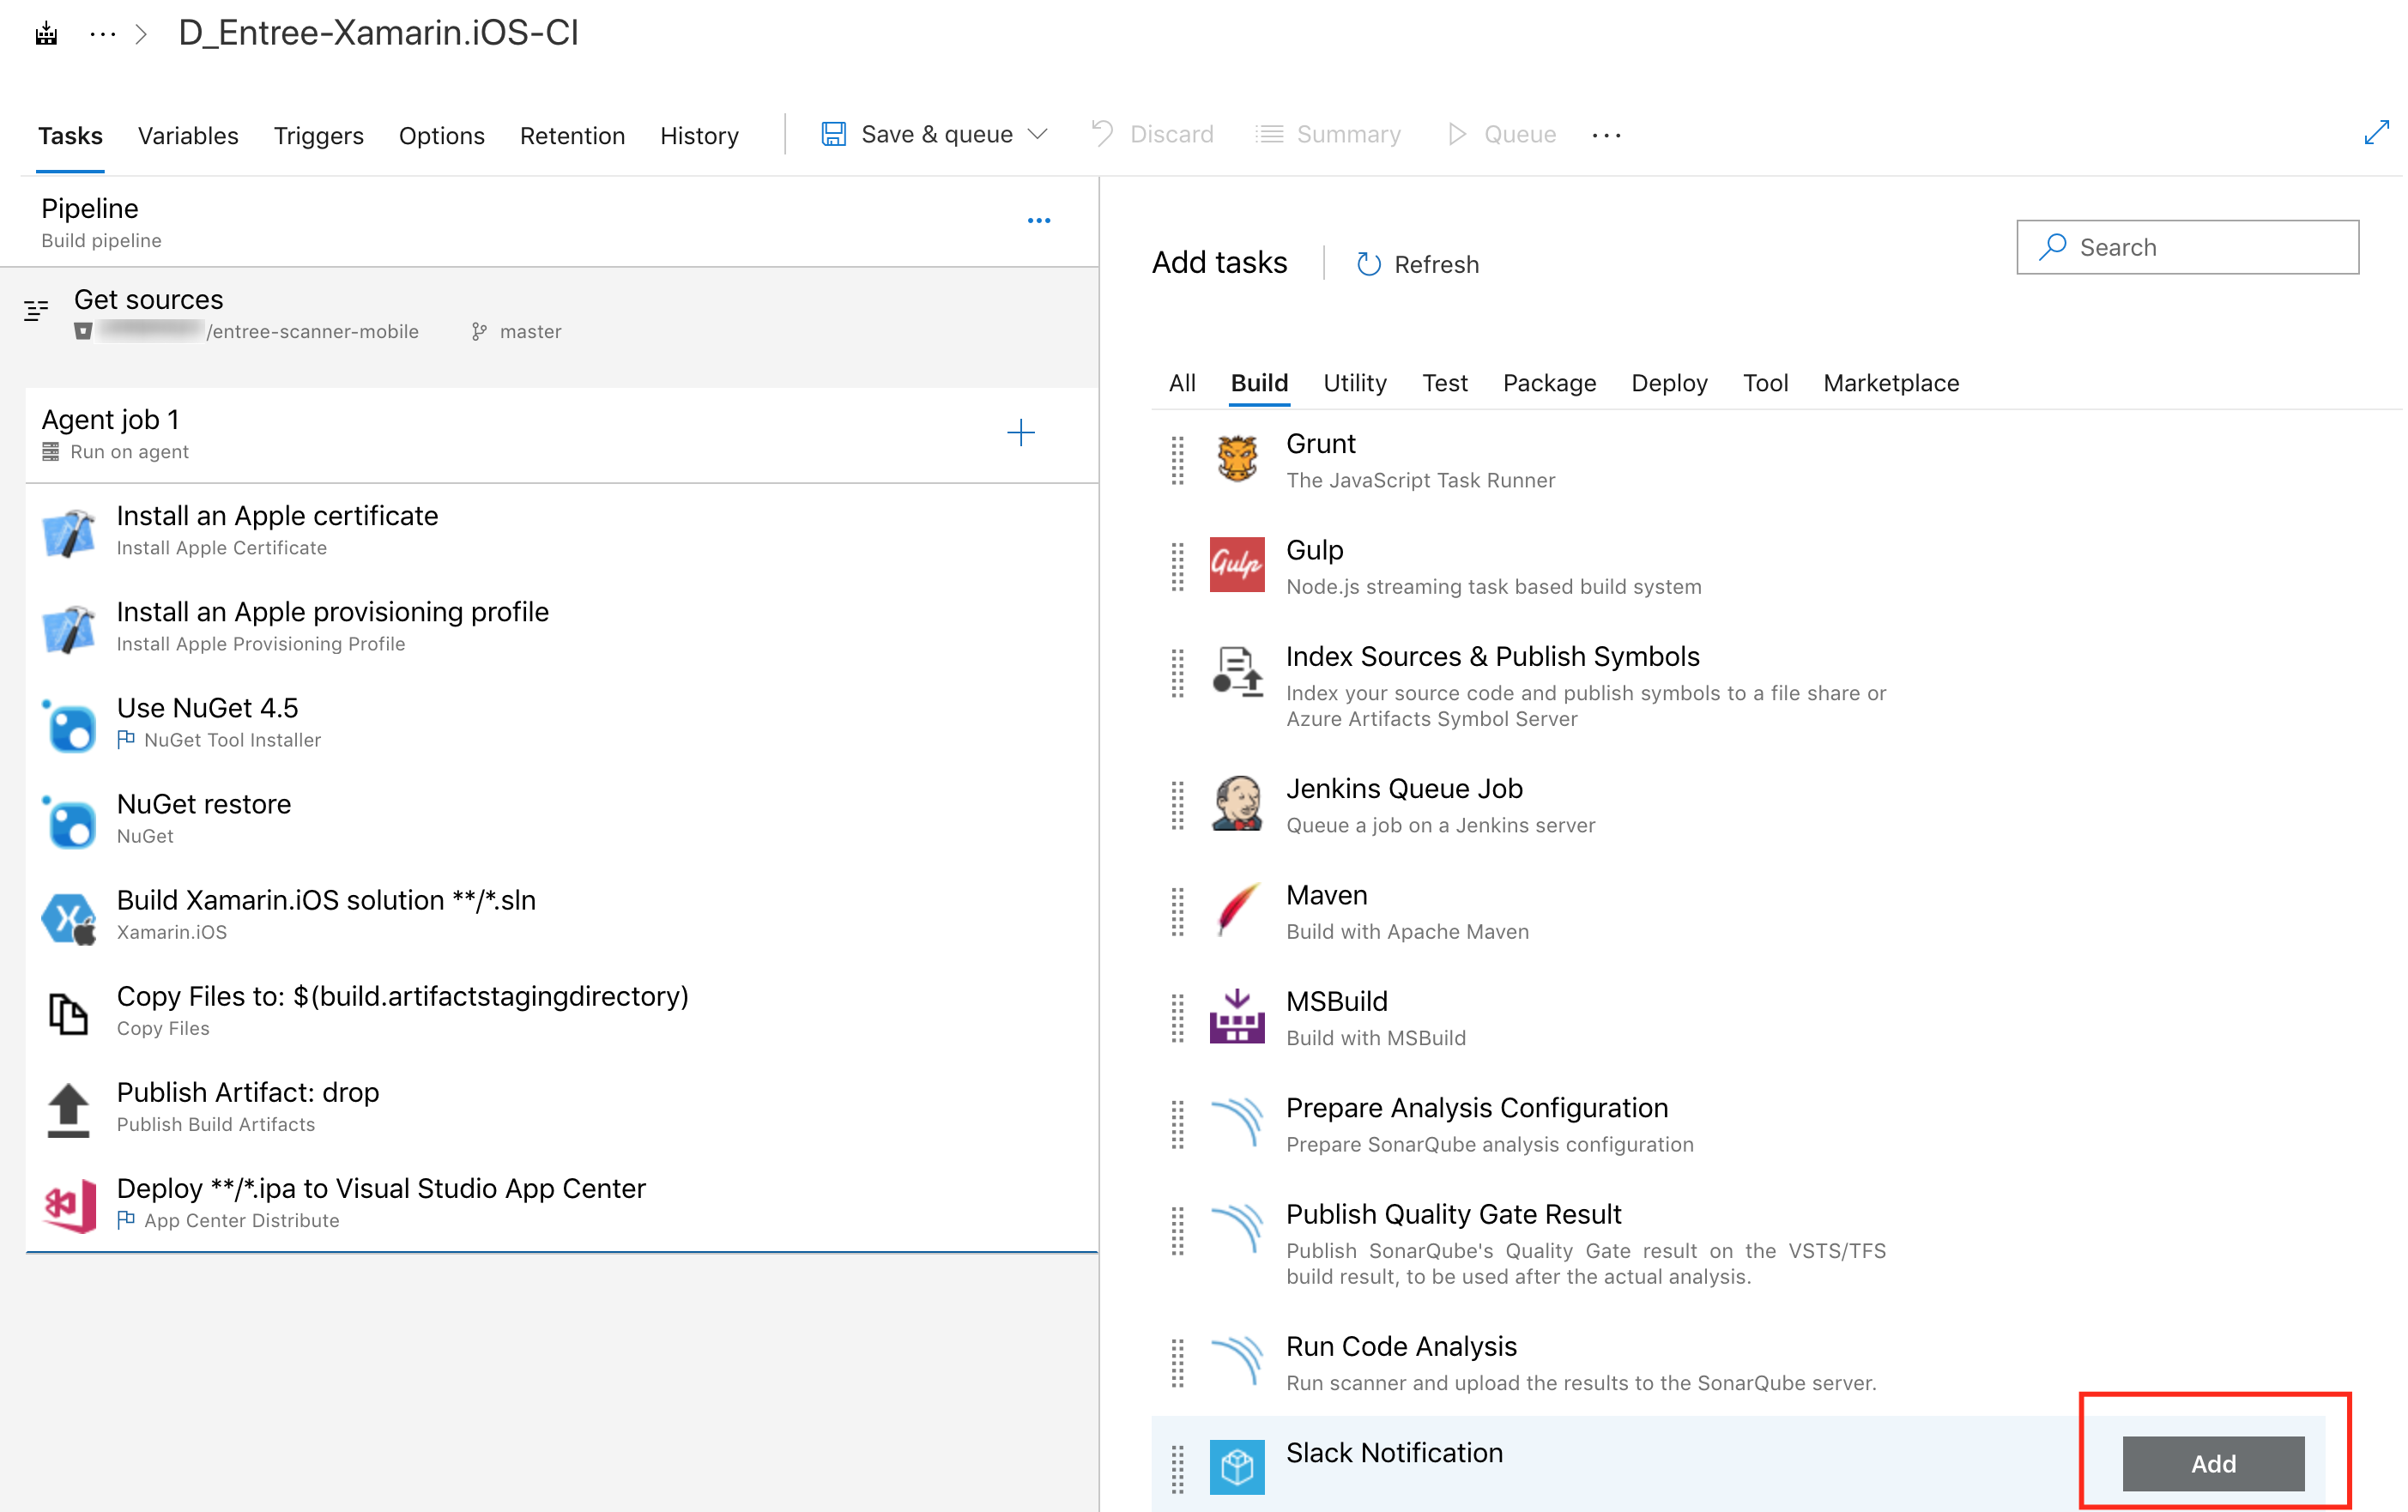 D_Entree-Xamarin.iOS-CI
Tasks Variables Triggers Options Retention History Save & queue Discard Summary Queue
Pipeline
Build pipeline
Get sources
/entree-scanner-mobile master
Agent job 1
Run on agent
Install an Apple certificate
Install Apple Certificate
Install an Apple provisioning profile
Install Apple Provisioning Profile
Use NuGet 4.5
NuGet Tool Installer
NuGet restore
NuGet
Build Xamarin.iOS solution **/*.sln
Xamarin.iOS
Copy Files to: $(build.artifactstagingdirectory)
Copy Files
Publish Artifact: drop
Publish Build Artifacts
Deploy **/*.ipa to Visual Studio App Center
App Center Distribute
Add tasks Refresh Search
All Build Utility Test Package Deploy Tool Marketplace
Grunt
The JavaScript Task Runner
Gulp
Gulp
Node.js streaming task based build system
Index Sources & Publish Symbols
Index your source code and publish symbols to a file share or
Azure Artifacts Symbol Server
Jenkins Queue Job
Queue a job on a Jenkins server
Maven
Build with Apache Maven
MSBuild
Build with MSBuild
Prepare Analysis Configuration
Prepare SonarQube analysis configuration
Publish Quality Gate Result
Publish SonarQube's Quality Gate result on the VSTS/TFS
build result, to be used after the actual analysis.
Run Code Analysis
Run scanner and upload the results to the SonarQube server.
Slack Notification
Add